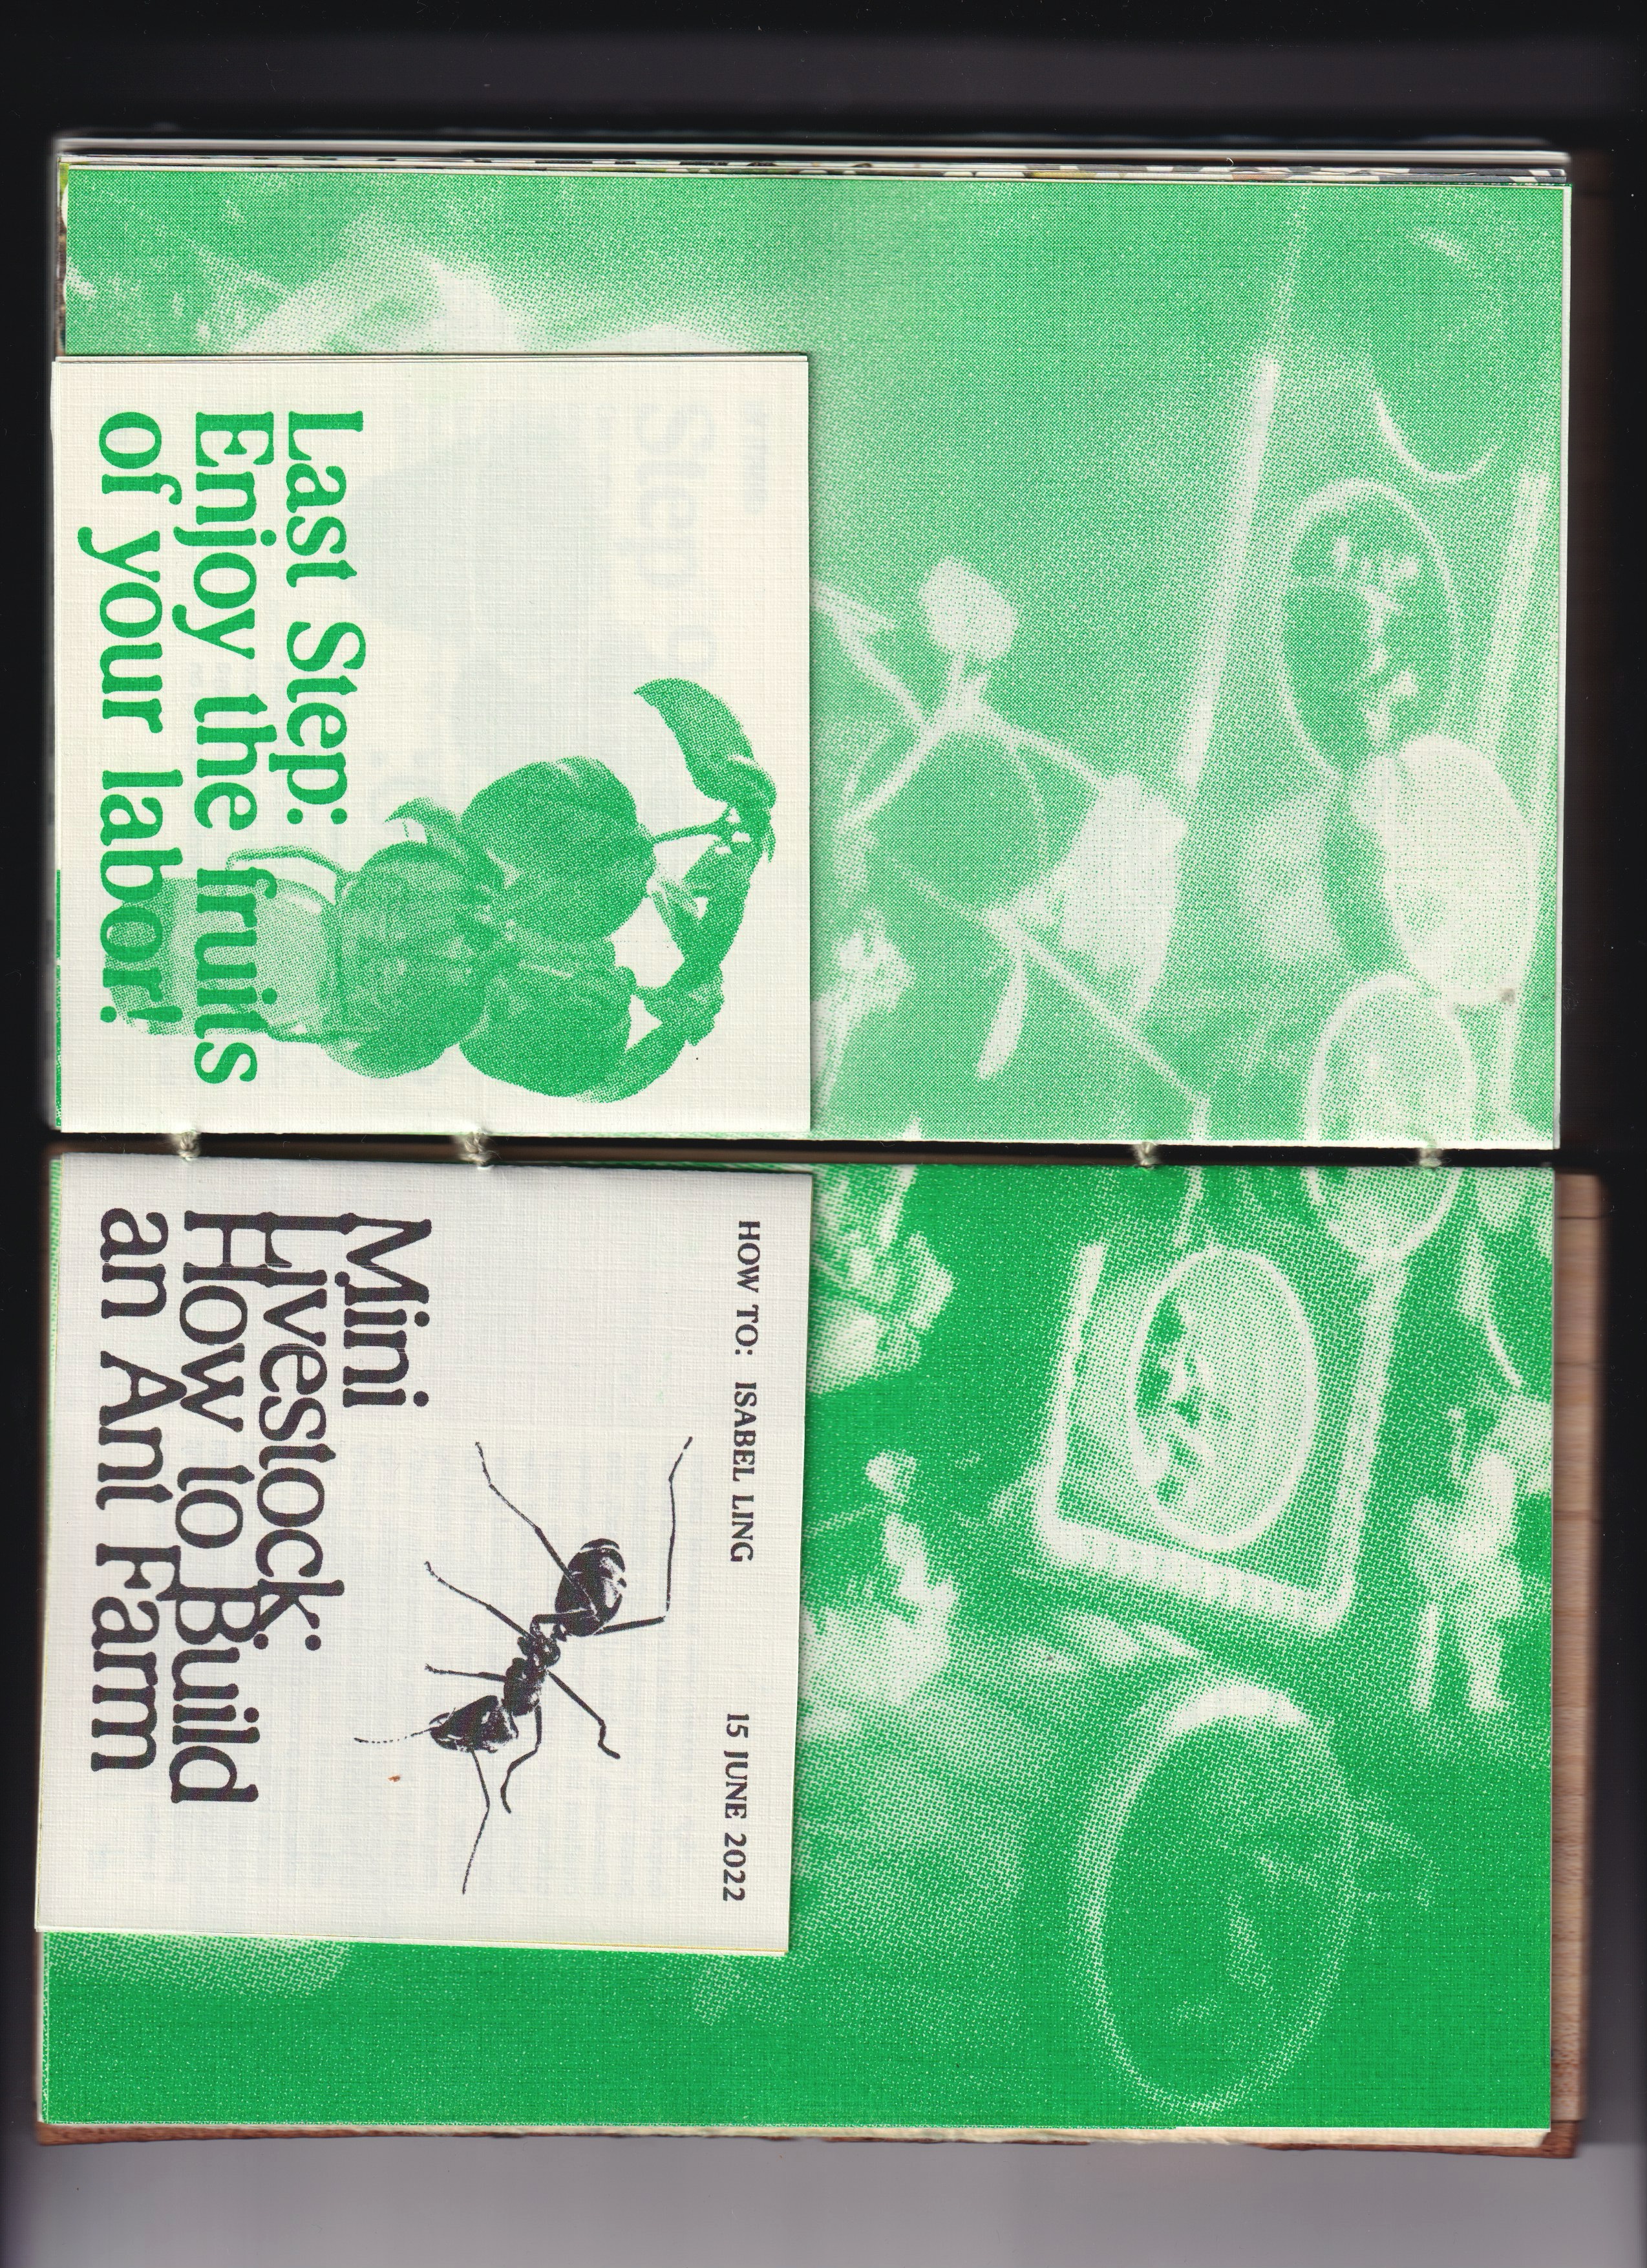 Last Step:
Enjoy the fruits
of your labor!
HOW TO: ISABEL LING 15 JUNE 2022
Mini
Livestock:
How to Build
an Ant Farm